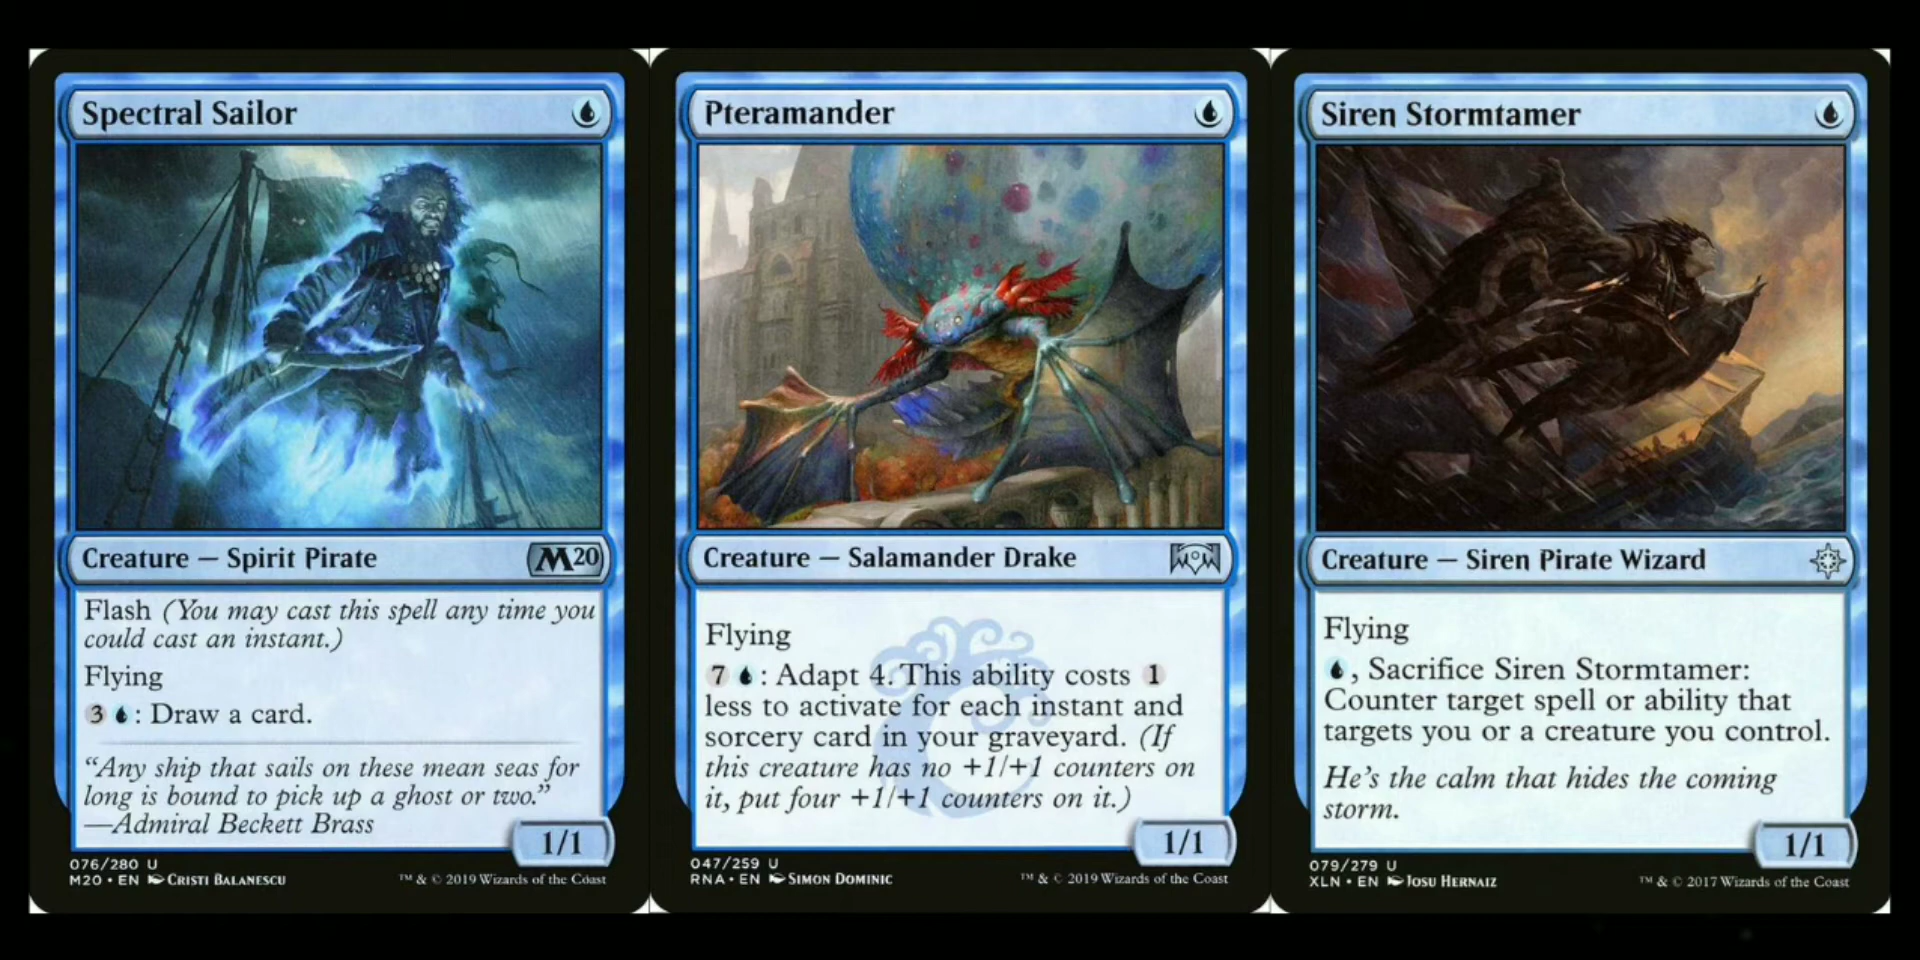 Spectral Sailor
Creature — Spirit Pirate
M20
Flash (You may cast this spell any time you
could cast an instant.)
Flying
3 : Draw a card.
“Any ship that sails on these mean seas for
long is bound to pick up a ghost or two.”
—Admiral Beckett Brass
1/1
076/280 U
M20 • EN CRISTI BALANESCU
™ & © 2019 Wizards of the Coast
Pteramander
Creature — Salamander Drake
Flying
7 : Adapt 4. This ability costs 1
less to activate for each instant and
sorcery card in your graveyard. (If
this creature has no +1/+1 counters on
it, put four +1/+1 counters on it.)
1/1
047/259 U
RNA • EN SIMON DOMINIC
™ & © 2019 Wizards of the Coast
Siren Stormtamer
Creature — Siren Pirate Wizard
Flying
, Sacrifice Siren Stormtamer:
Counter target spell or ability that
targets you or a creature you control.
He’s the calm that hides the coming
storm.
1/1
079/279 U
XLN • EN JOSU HERNAIZ
™ & © 2017 Wizards of the Coast